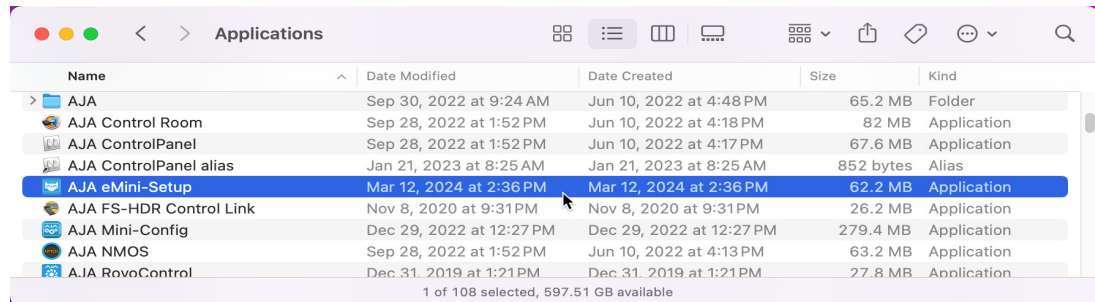 Applications
Name Date Modified Date Created Size Kind
AJA Sep 30, 2022 at 9:24 AM Jun 10, 2022 at 4:48 PM 65.2 MB Folder
AJA Control Room Sep 28, 2022 at 1:52 PM Jun 10, 2022 at 4:18 PM 82 MB Application
AJA ControlPanel Sep 28, 2022 at 1:52 PM Jun 10, 2022 at 4:17 PM 67.6 MB Application
AJA ControlPanel alias Jan 21, 2023 at 8:25 AM Jan 21, 2023 at 8:25 AM 852 bytes Alias
AJA eMini-Setup Mar 12, 2024 at 2:36 PM Mar 12, 2024 at 2:36 PM 62.2 MB Application
AJA FS-HDR Control Link Nov 8, 2020 at 9:31 PM Nov 8, 2020 at 9:31 PM 26.2 MB Application
AJA Mini-Config Dec 29, 2022 at 12:27 PM Dec 29, 2022 at 12:27 PM 279.4 MB Application
AJA NMOS Sep 28, 2022 at 1:52 PM Jun 10, 2022 at 4:13 PM 63.2 MB Application
AJA RovoControl Dec 31, 2019 at 1:21 PM Dec 31, 2019 at 1:21 PM 27.8 MB Application
1 of 108 selected, 597.51 GB available